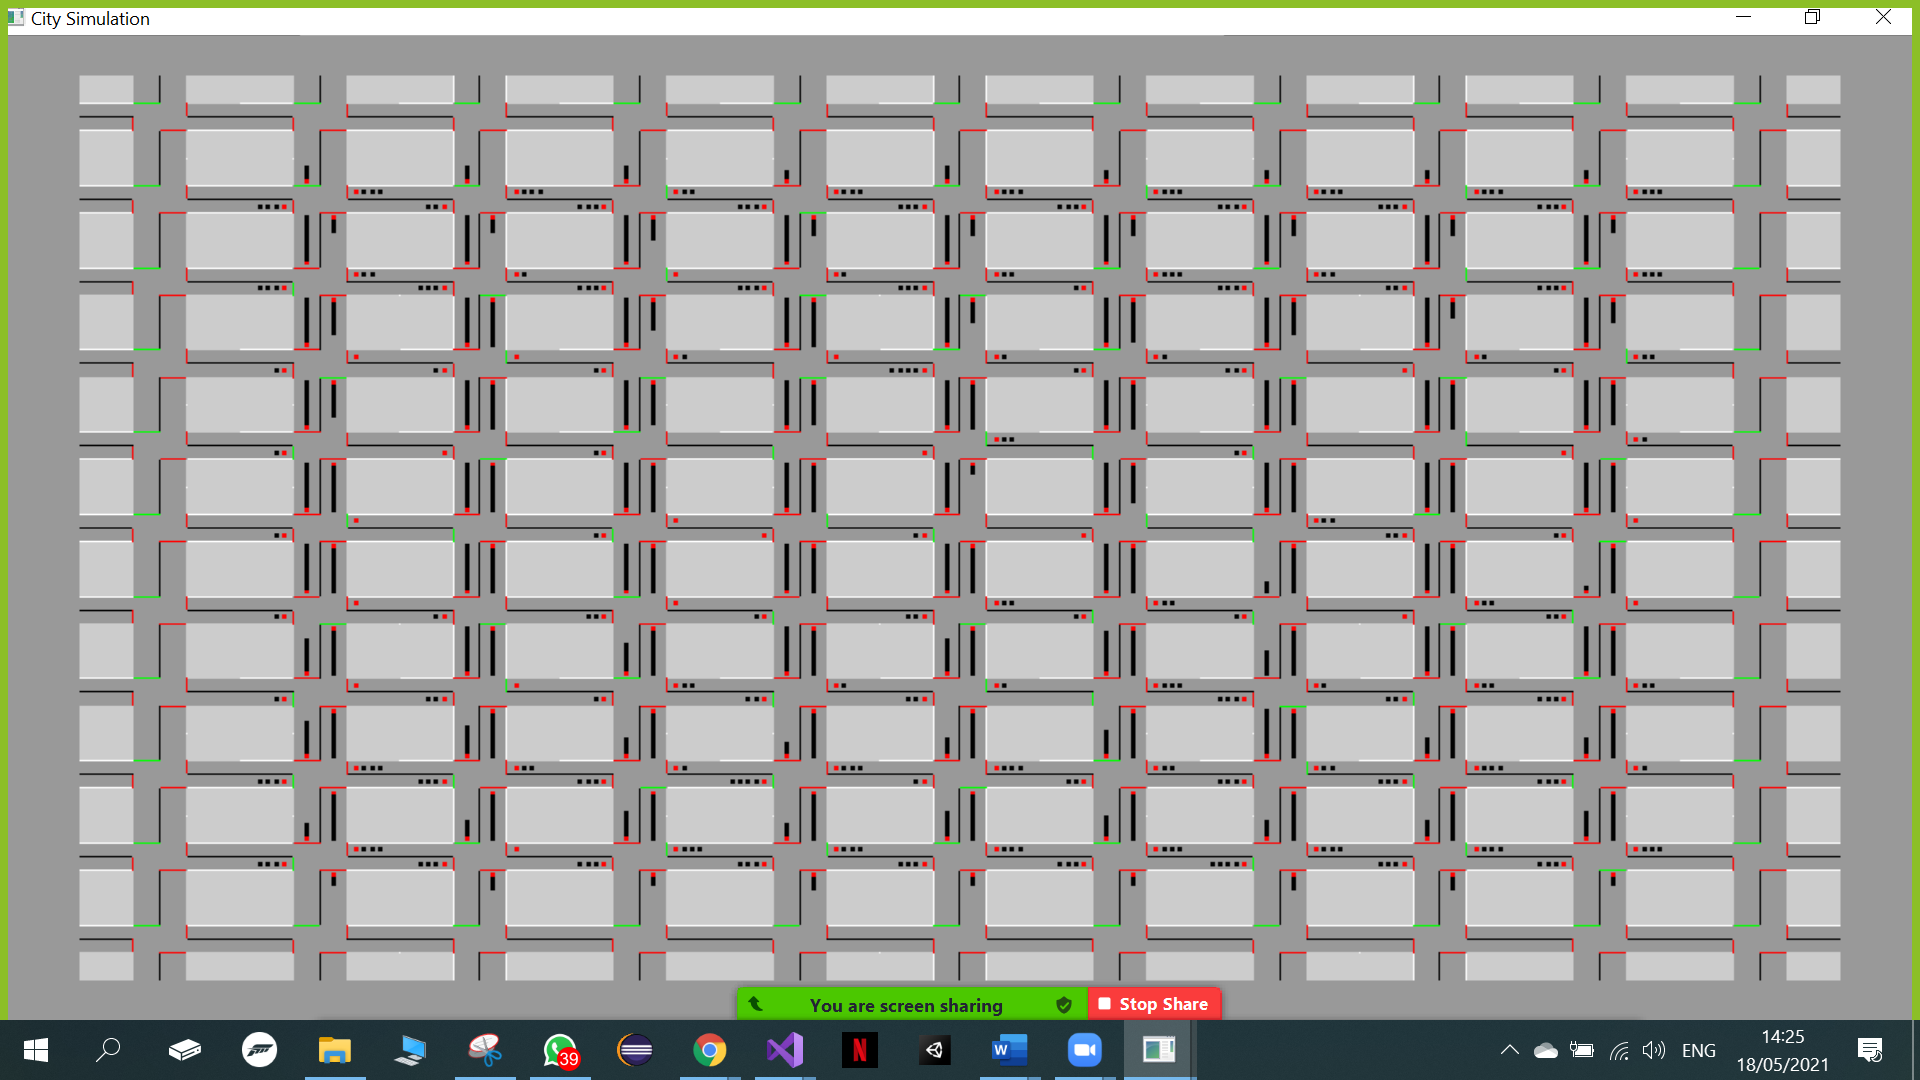 City Simulation
You are screen sharing
Stop Share
39
N
W
ENG
14:25
18/05/2021